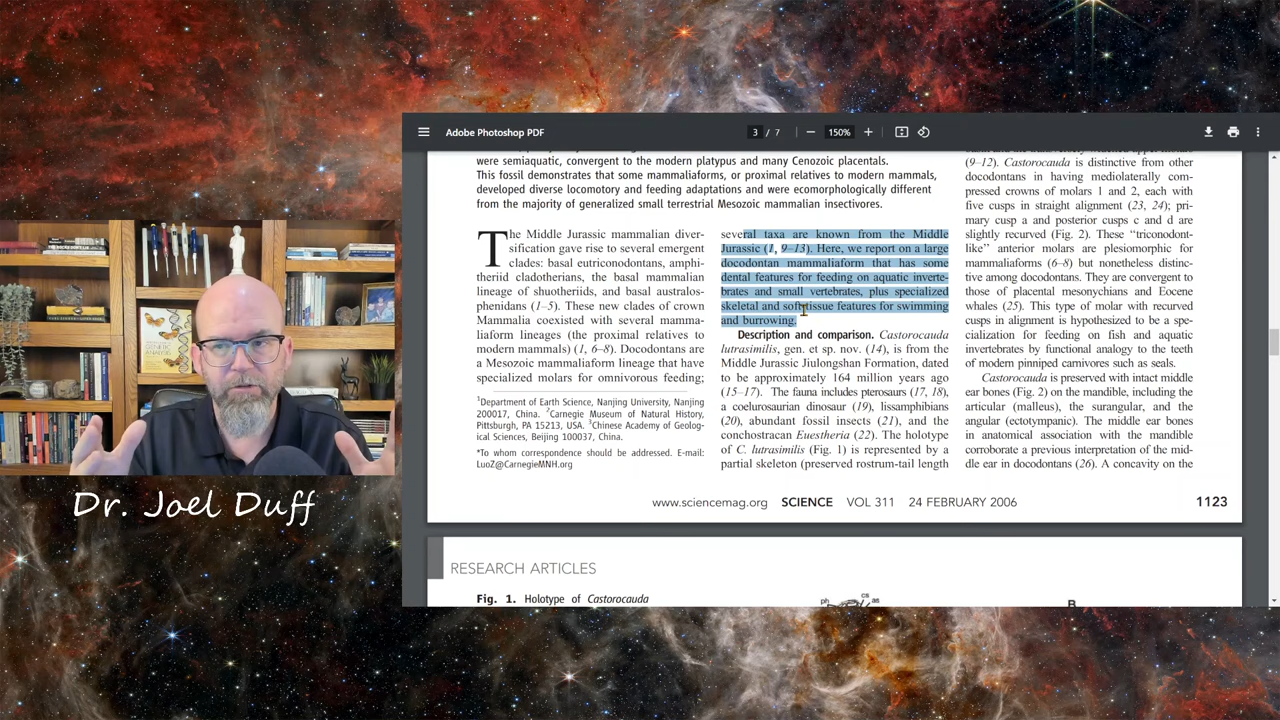 Adobe Photoshop PDF
3 / 7
150%
were semiaquatic, convergent to the modern platypus and many Cenozoic placentals.
This fossil demonstrates that some mammaliaforms, or proximal relatives to modern mammals,
developed diverse locomotory and feeding adaptations and were ecomorphologically different
from the majority of generalized small terrestrial Mesozoic mammalian insectivores.
The Middle Jurassic mammalian diver-
sification gave rise to several emergent
clades: basal eutriconodontans, amphi-
theriid cladotherians, the basal mammalian
lineage of shuotheriids, and basal australos-
phenidans (1–5). These new clades of crown
Mammalia coexisted with several mamma-
liaform lineages (the proximal relatives to
modern mammals) (1, 6–8). Docodontans are
a Mesozoic mammaliaform lineage that have
specialized molars for omnivorous feeding;
1Department of Earth Science, Nanjing University, Nanjing
200017, China. 2Carnegie Museum of Natural History,
Pittsburgh, PA 15213, USA. 3Chinese Academy of Geolog-
ical Sciences, Beijing 100037, China.
*To whom correspondence should be addressed. E-mail:
LuoZ@CarnegieMNH.org
several taxa are known from the Middle
Jurassic (1, 9–13). Here, we report on a large
docodontan mammaliaform that has some
dental features for feeding on aquatic inverte-
brates and small vertebrates, plus specialized
skeletal and soft-tissue features for swimming
and burrowing.
Description and comparison. Castorocauda
lutrasimilis, gen. et sp. nov. (14), is from the
Middle Jurassic Jiulongshan Formation, dated
to be approximately 164 million years ago
(15–17). The fauna includes pterosaurs (17, 18),
a coelurosaurian dinosaur (19), lissamphibians
(20), abundant fossil insects (21), and the
conchostracan Euestheria (22). The holotype
of C. lutrasimilis (Fig. 1) is represented by a
partial skeleton (preserved rostrum-tail length
(9–12). Castorocauda is distinctive from other
docodontans in having mediolaterally com-
pressed crowns of molars 1 and 2, each with
five cusps in straight alignment (23, 24); pri-
mary cusp a and posterior cusps c and d are
slightly recurved (Fig. 2). These “triconodont-
like” anterior molars are plesiomorphic for
mammaliaforms (6–8) but nonetheless distinc-
tive among docodontans. They are convergent to
those of placental mesonychians and Eocene
whales (25). This type of molar with recurved
cusps in alignment is hypothesized to be a spe-
cialization for feeding on fish and aquatic
invertebrates by functional analogy to the teeth
of modern pinniped carnivores such as seals.
Castorocauda is preserved with intact middle
ear bones (Fig. 2) on the mandible, including the
articular (malleus), the surangular, and the
angular (ectotympanic). The middle ear bones
in anatomical association with the mandible
corroborate a previous interpretation of the mid-
dle ear in docodontans (26). A concavity on the
www.sciencemag.org SCIENCE VOL 311 24 FEBRUARY 2006 1123
RESEARCH ARTICLES
Fig. 1. Holotype of Castorocauda
ph
cs
as
B
GENETIC
ANALYSIS
Dr. Joel Duff